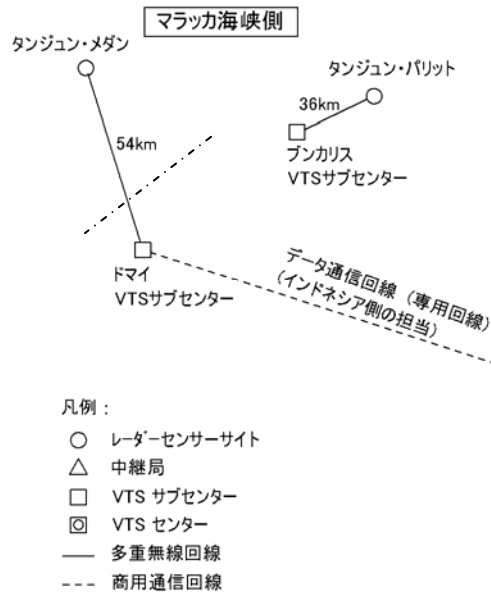 マラッカ海峡側
タンジュン・メダン
タンジュン・パリット
36km
54km
ブンカリス
VTSサブセンター
ドマイ
VTSサブセンター
データ通信回線（専用回線）
（インドネシア側の担当）
凡例：
レーダーセンサーサイト
中継局
VTS サブセンター
VTS センター
多重無線回線
商用通信回線